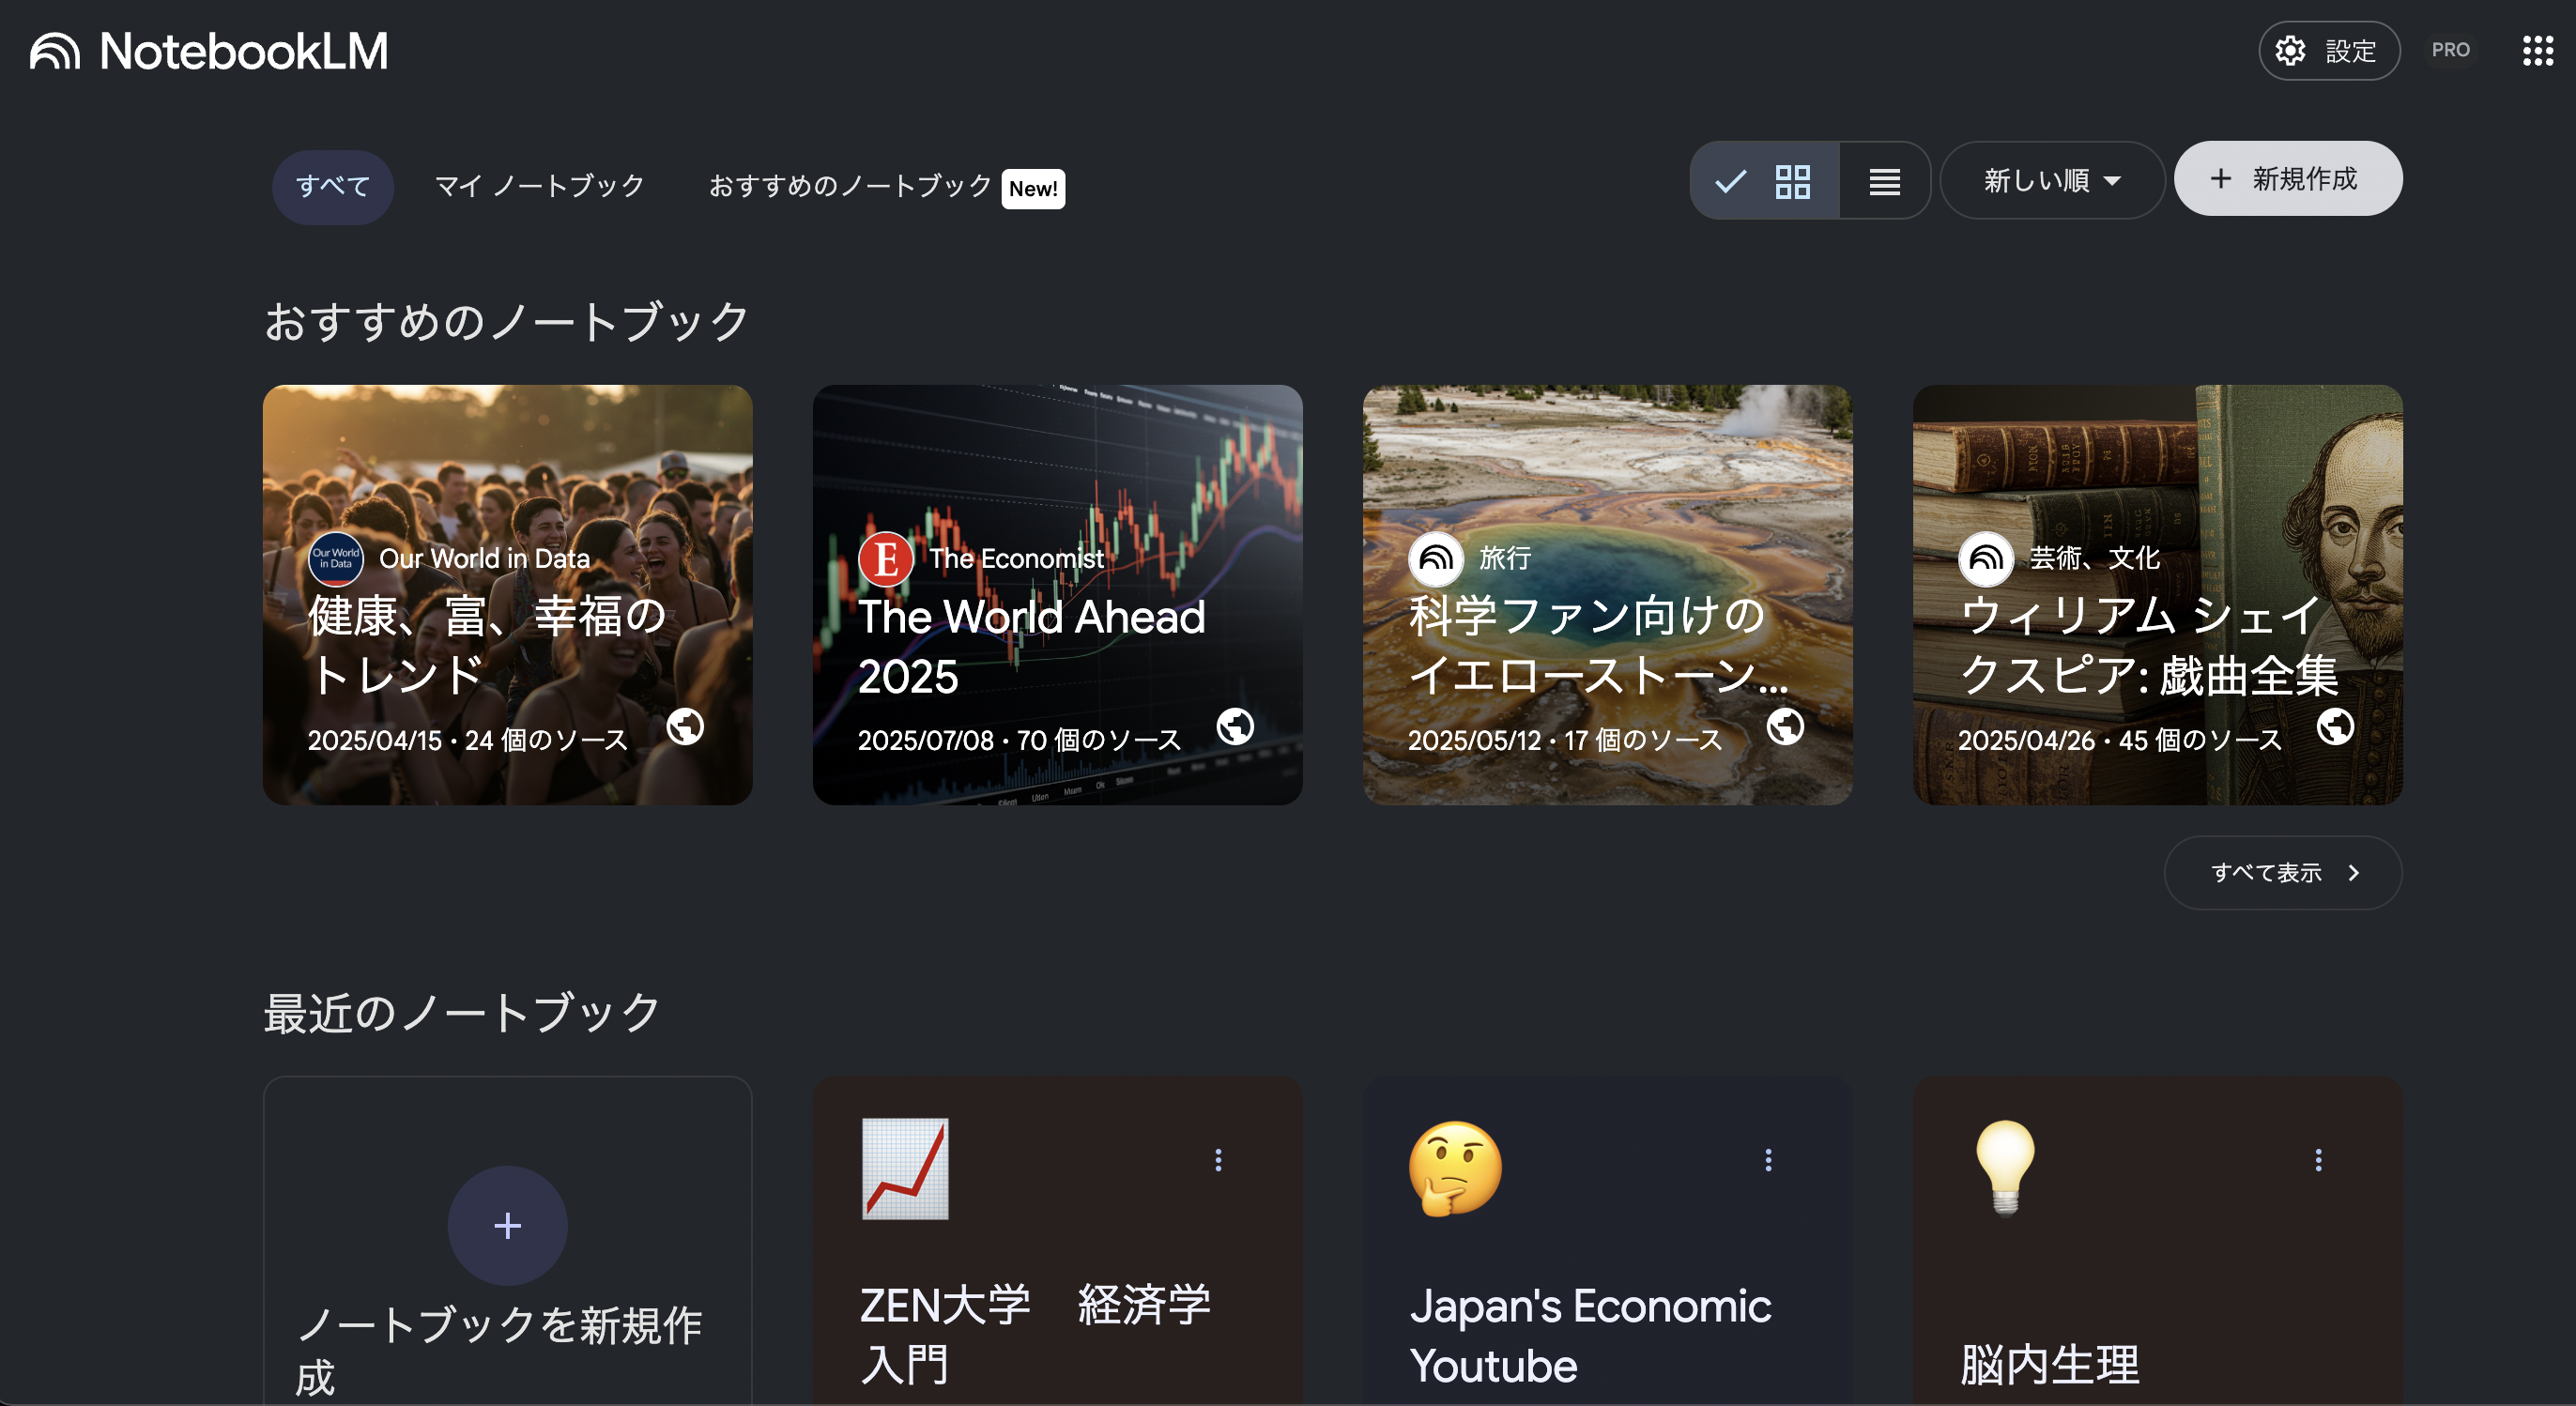 NotebookLM
設定
PRO
すべて
マイ ノートブック
おすすめのノートブック
New!
新しい順
新規作成
おすすめのノートブック
Our World in Data
Our World in Data
健康、富、幸福の
トレンド
2025/04/15・24 個のソース
E
The Economist
The World Ahead
2025
2025/07/08・70 個のソース
旅行
科学ファン向けの
イエローストーン...
2025/05/12・17 個のソース
芸術、文化
ウィリアム シェイ
クスピア: 戯曲全集
2025/04/26・45 個のソース
すべて表示
最近のノートブック
ノートブックを新規作
成
ZEN大学　経済学
入門
Japan's Economic
Youtube
脳内生理